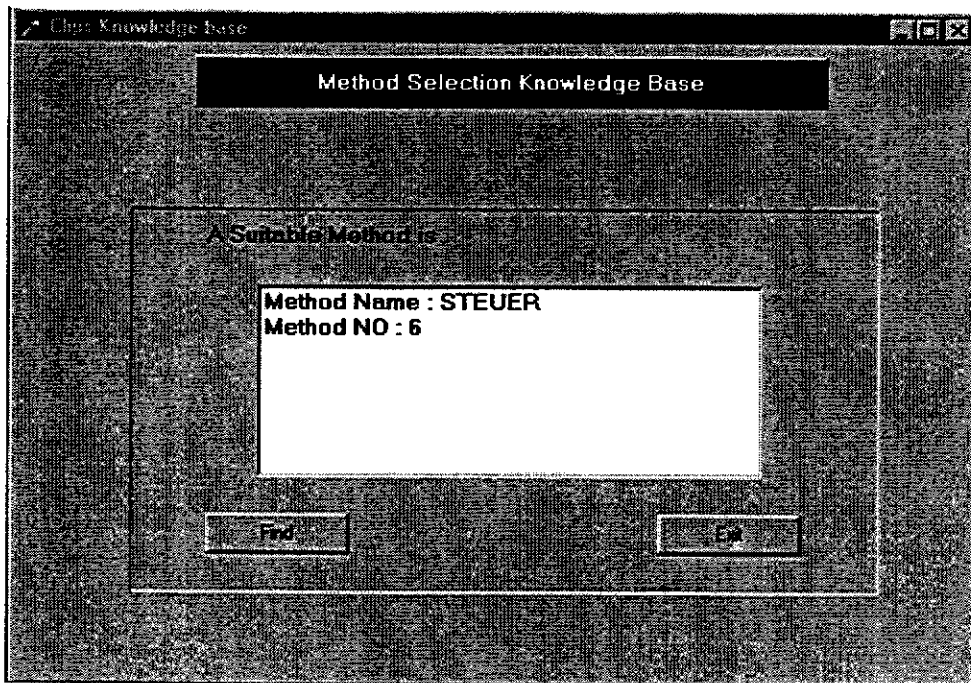 Clips Knowledge base
Method Selection Knowledge Base
A Suitable Method is
Method Name : STEUER
Method NO : 6
Find
Exit